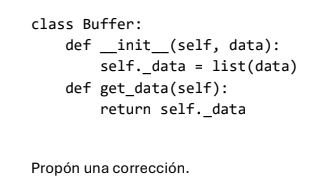 class Buffer:
    def __init__(self, data):
        self._data = list(data)
    def get_data(self):
        return self._data
Propón una corrección.